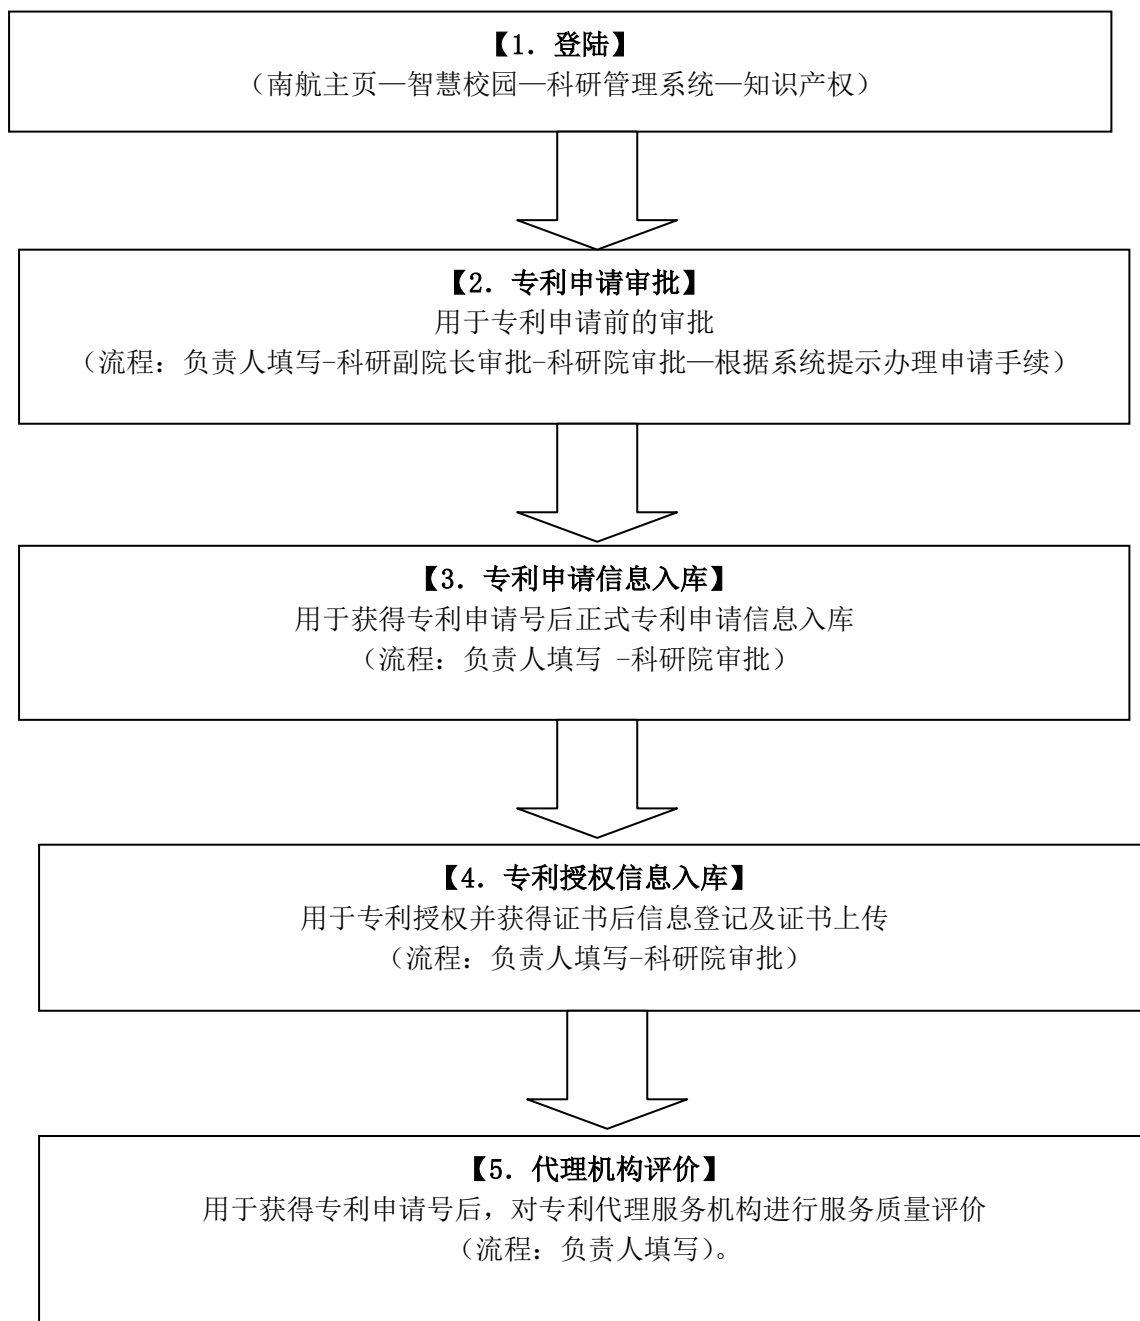 【1. 登陆】
（南航主页—智慧校园—科研管理系统—知识产权）
【2. 专利申请审批】
用于专利申请前的审批
（流程：负责人填写-科研副院长审批-科研院审批—根据系统提示办理申请手续）
【3. 专利申请信息入库】
用于获得专利申请号后正式专利申请信息入库
（流程：负责人填写 -科研院审批）
【4. 专利授权信息入库】
用于专利授权并获得证书后信息登记及证书上传
（流程：负责人填写-科研院审批）
【5. 代理机构评价】
用于获得专利申请号后，对专利代理服务机构进行服务质量评价
（流程：负责人填写）。